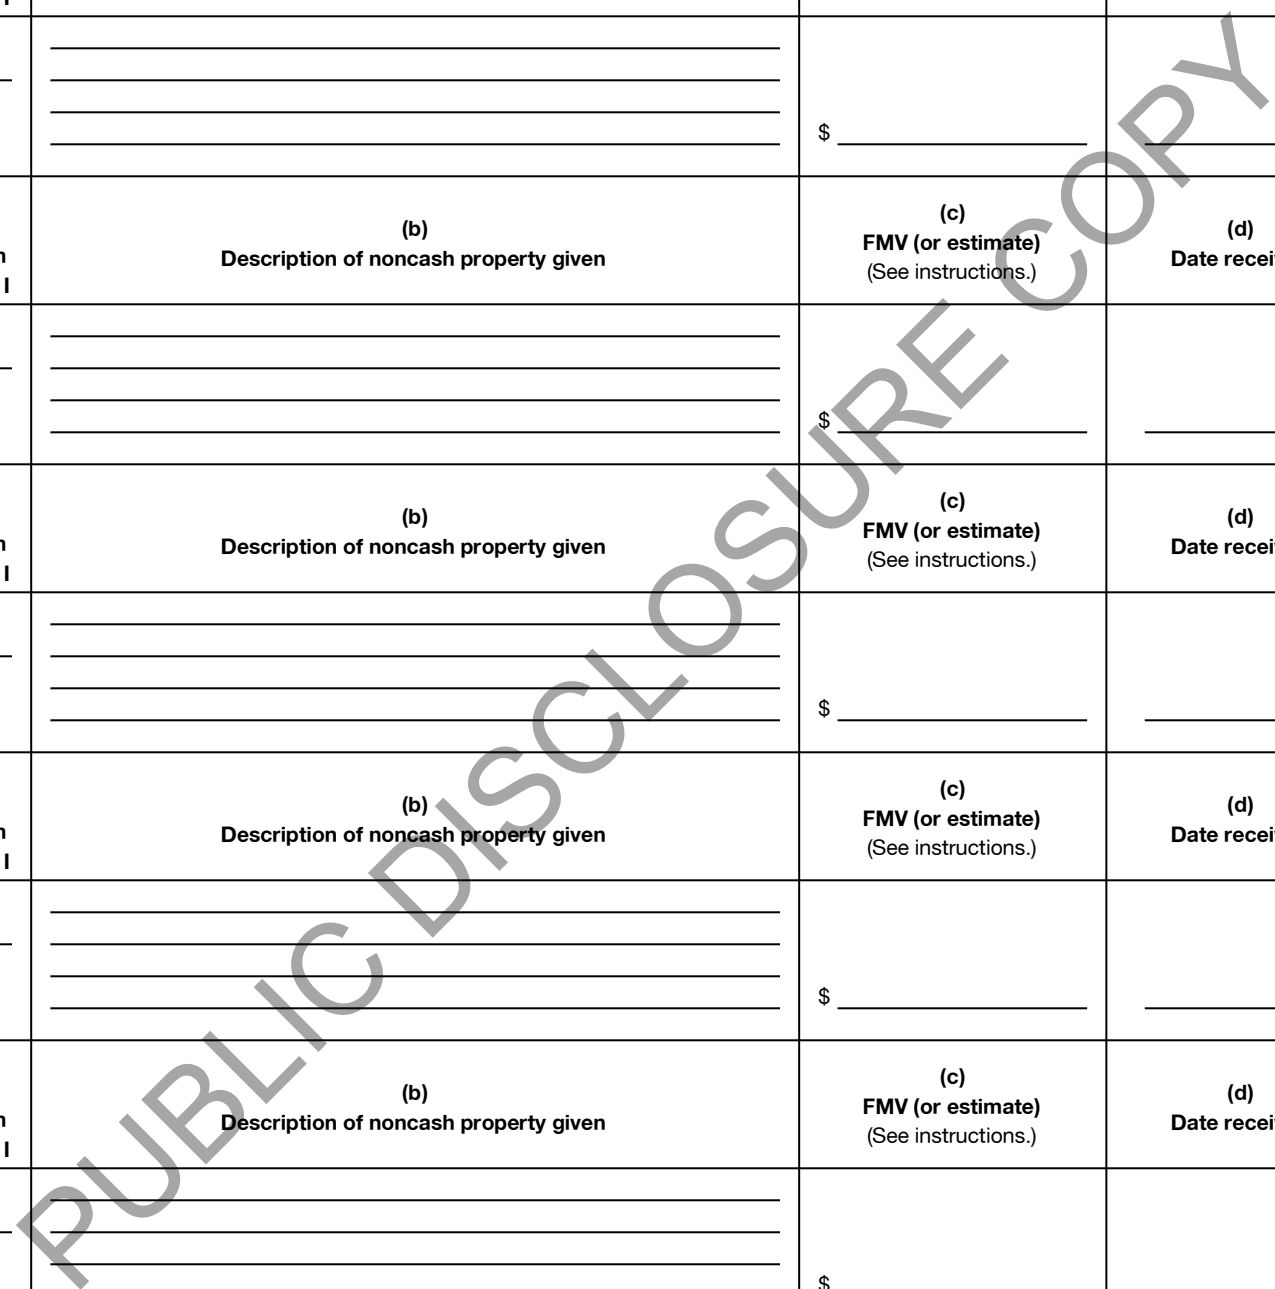 $
(b)
Description of noncash property given
(c)
FMV (or estimate)
(See instructions.)
(d)
Date recei
$
(b)
Description of noncash property given
(c)
FMV (or estimate)
(See instructions.)
(d)
Date recei
$
(b)
Description of noncash property given
(c)
FMV (or estimate)
(See instructions.)
(d)
Date recei
$
(b)
Description of noncash property given
(c)
FMV (or estimate)
(See instructions.)
(d)
Date recei
$
PUBLIC DISCLOSURE COPY